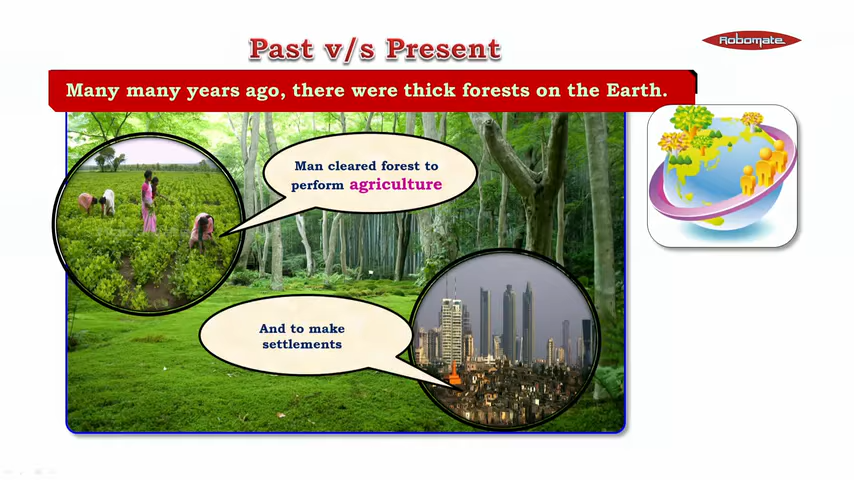 Past v/s Present
Robomate
Many many years ago, there were thick forests on the Earth.
Man cleared forest to
perform agriculture
And to make
settlements